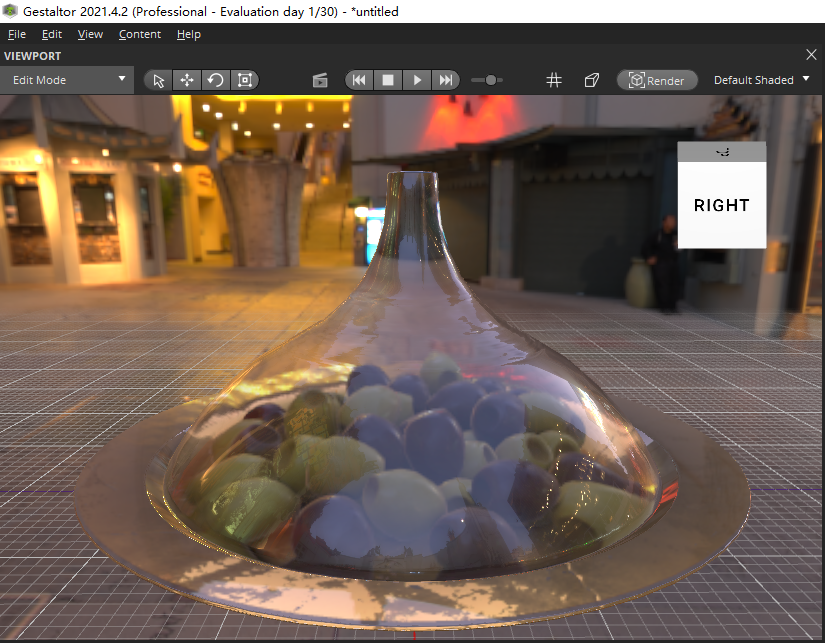 Gestaltor 2021.4.2 (Professional - Evaluation day 1/30) - *untitled
File Edit View Content Help
VIEWPORT
Edit Mode
Render
Default Shaded
RIGHT